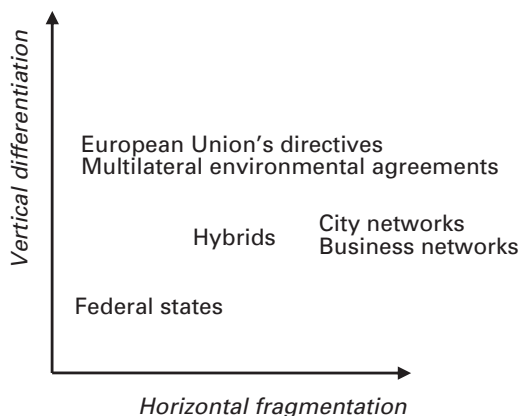 Vertical differentiation
European Union's directives
Multilateral environmental agreements
Hybrids
City networks
Business networks
Federal states
Horizontal fragmentation